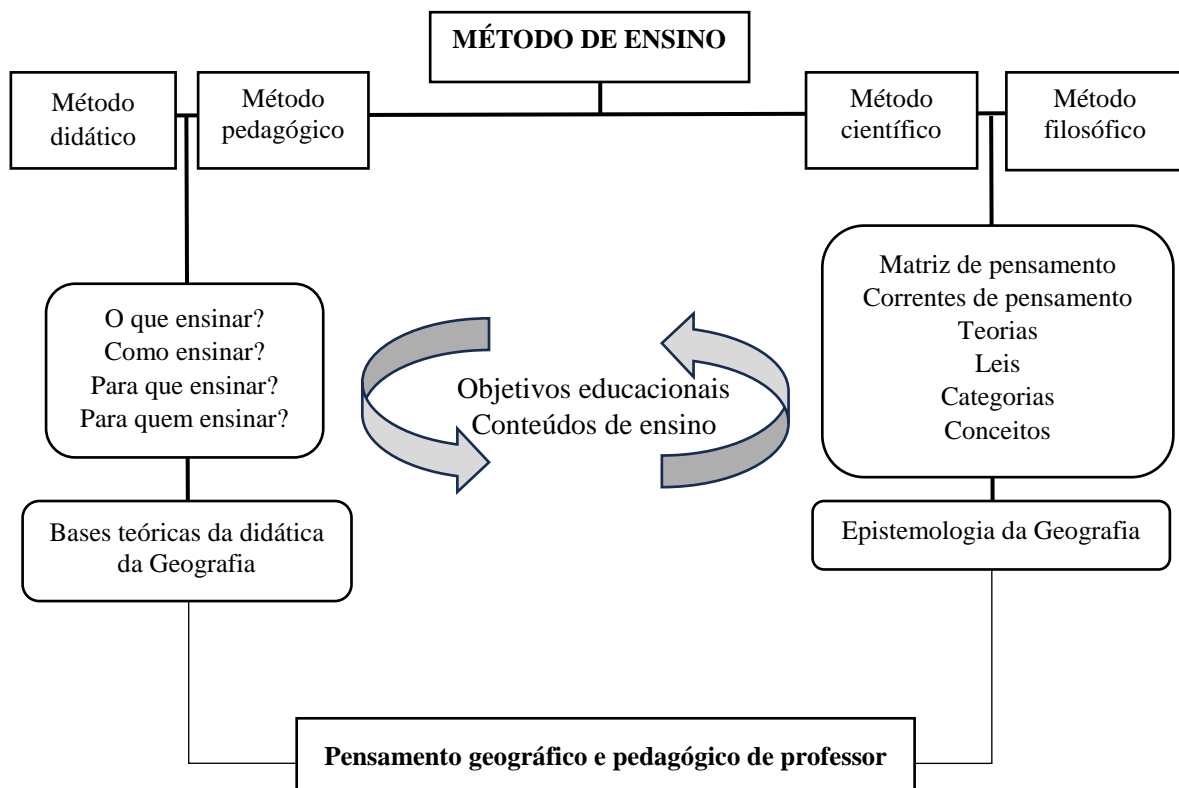 MÉTODO DE ENSINO
Método
didático
Método
pedagógico
Método
científico
Método
filosófico
O que ensinar?
Como ensinar?
Para que ensinar?
Para quem ensinar?
Objetivos educacionais
Conteúdos de ensino
Matriz de pensamento
Correntes de pensamento
Teorias
Leis
Categorias
Conceitos
Bases teóricas da didática
da Geografia
Epistemologia da Geografia
Pensamento geográfico e pedagógico de professor